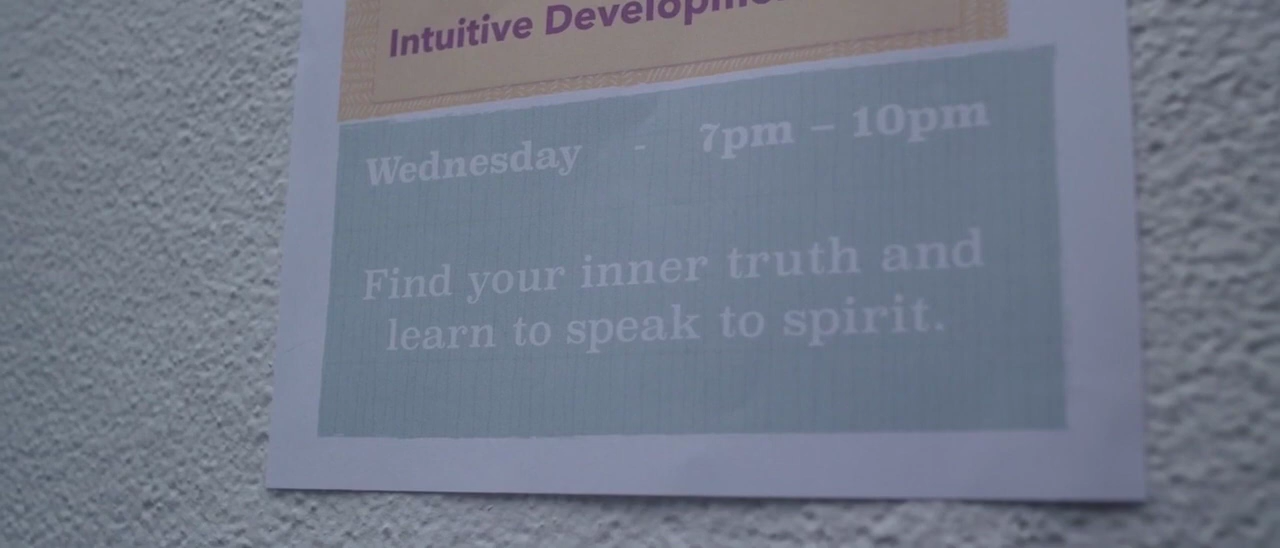 Intuitive
Wednesday - 7pm – 10pm
Find your inner truth and
learn to speak to spirit.